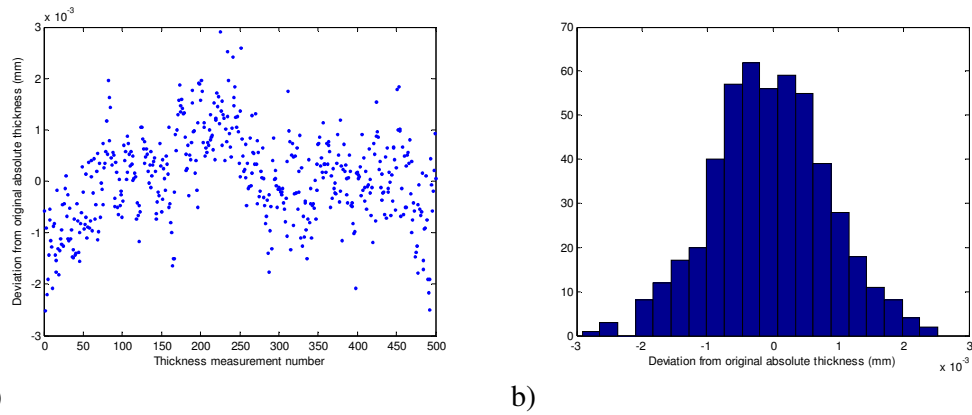 x 10⁻³
3
2
1
0
-1
-2
-3
0 50 100 150 200 250 300 350 400 450 500
Thickness measurement number
Deviation from original absolute thickness (mm)
)
70
60
50
40
30
20
10
0
-3 -2 -1 0 1 2 3
Deviation from original absolute thickness (mm)
x 10⁻³
b)